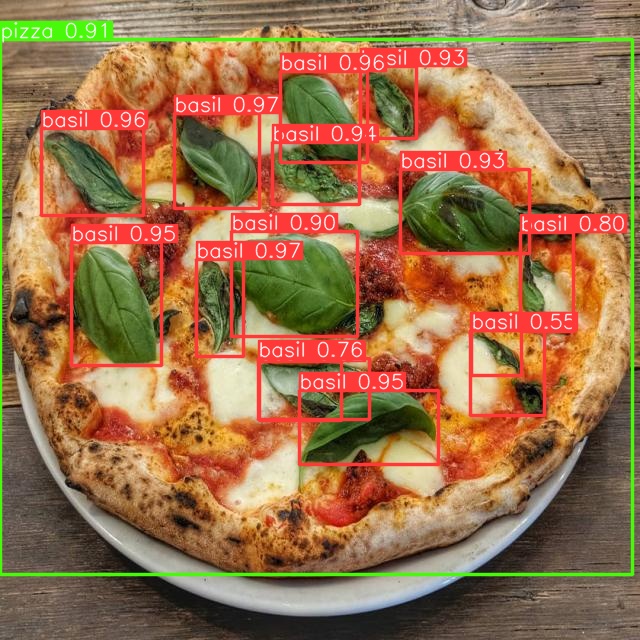 pizza 0.91
basil 0.96
sil 0.93
basil 0.97
basil 0.96
basil 0.94
basil 0.93
basil 0.90
basil 0.80
basil 0.95
basil 0.97
basil 0.55
basil 0.76
basil 0.95